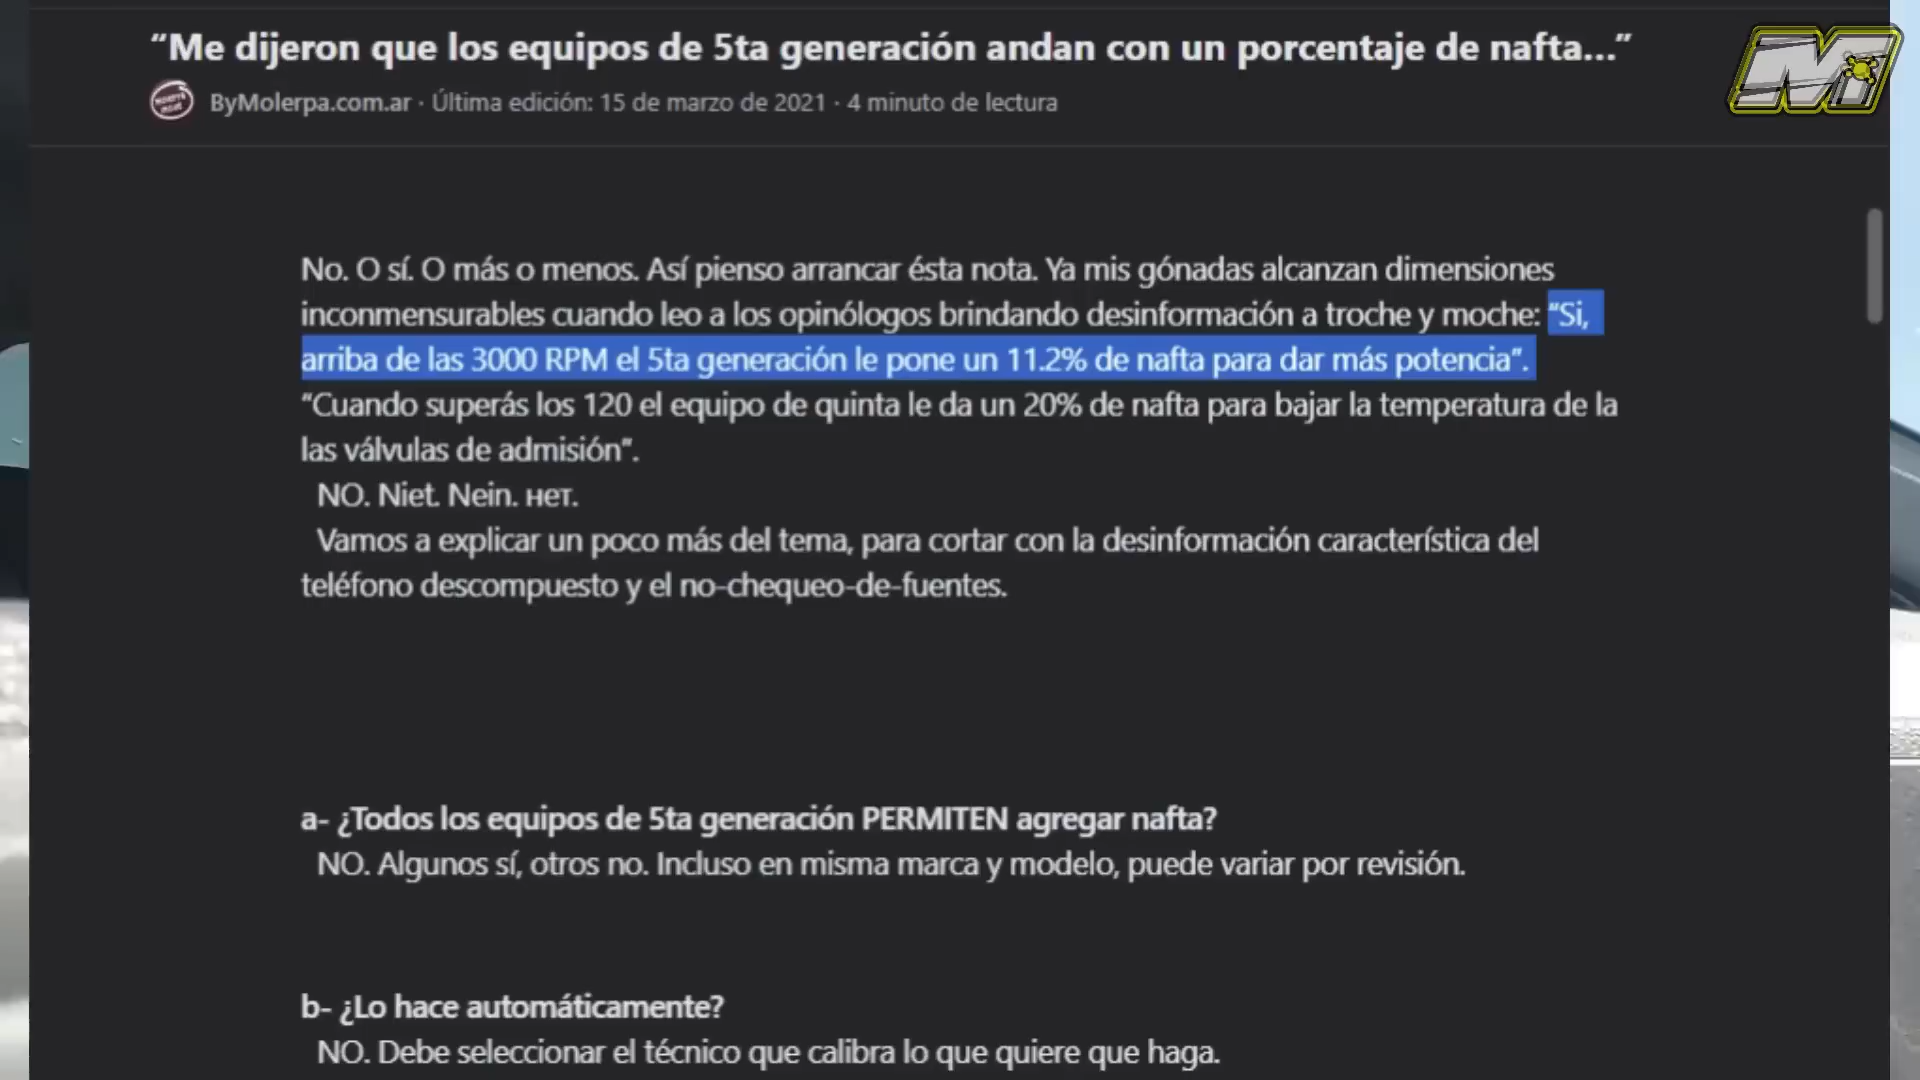 “Me dijeron que los equipos de 5ta generación andan con un porcentaje de nafta...”
ByMolerpa.com.ar · Última edición: 15 de marzo de 2021 · 4 minuto de lectura
No. O sí. O más o menos. Así pienso arrancar ésta nota. Ya mis gónadas alcanzan dimensiones
inconmensurables cuando leo a los opinólogos brindando desinformación a troche y moche: “Si,
arriba de las 3000 RPM el 5ta generación le pone un 11.2% de nafta para dar más potencia”.
“Cuando superás los 120 el equipo de quinta le da un 20% de nafta para bajar la temperatura de la
las válvulas de admisión”.
NO. Niet. Nein. нет.
Vamos a explicar un poco más del tema, para cortar con la desinformación característica del
teléfono descompuesto y el no-chequeo-de-fuentes.
a- ¿Todos los equipos de 5ta generación PERMITEN agregar nafta?
NO. Algunos sí, otros no. Incluso en misma marca y modelo, puede variar por revisión.
b- ¿Lo hace automáticamente?
NO. Debe seleccionar el técnico que calibra lo que quiere que haga.